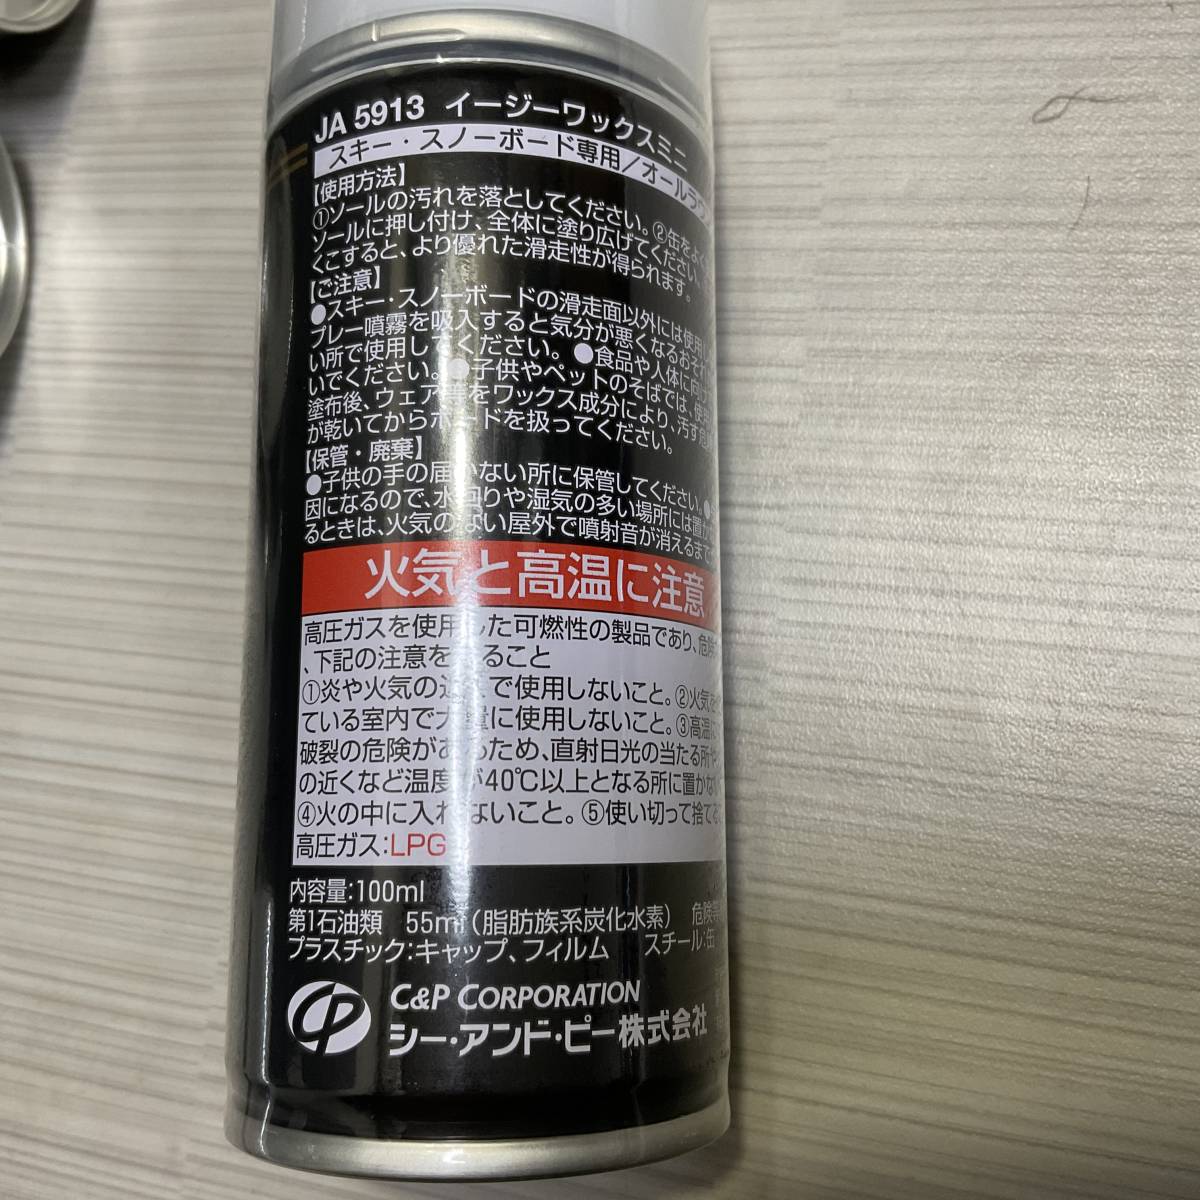 JA 5913 イージーワックスミニ
スキー・スノーボード専用/オールラウ
【使用方法】
①ソールの汚れを落としてください。②缶をよく
ソールに押し付け、全体に塗り広げてください
くこすると、より優れた滑走性が得られます。
【ご注意】
●スキー・スノーボードの滑走面以外には使用し
プレー噴霧を吸入すると気分が悪くなるおそれ
い所で使用してください。●食品や人体に向け
いでください。●子供やペットのそばでは、使用
塗布後、ウェア等をワックス成分により、汚す危
が乾いてからボードを扱ってください。
【保管・廃棄】
●子供の手の届かない所に保管してください。●
因になるので、水回りや湿気の多い場所には置か
るときは、火気のない屋外で噴射音が消えるまで
火気と高温に注意
高圧ガスを使用した可燃性の製品であり、危険
、下記の注意を守ること
①炎や火気の近くで使用しないこと。②火気を
ている室内で大量に使用しないこと。③高温に
破裂の危険があるため、直射日光の当たる所や
の近くなど温度が40℃以上となる所に置かない
④火の中に入れないこと。⑤使い切って捨てるこ
高圧ガス:LPG
内容量:100ml
第1石油類 55ml(脂肪族系炭化水素) 危険等
プラスチック:キャップ、フィルム スチール:缶
CP C&P CORPORATION
シー・アンド・ピー株式会社